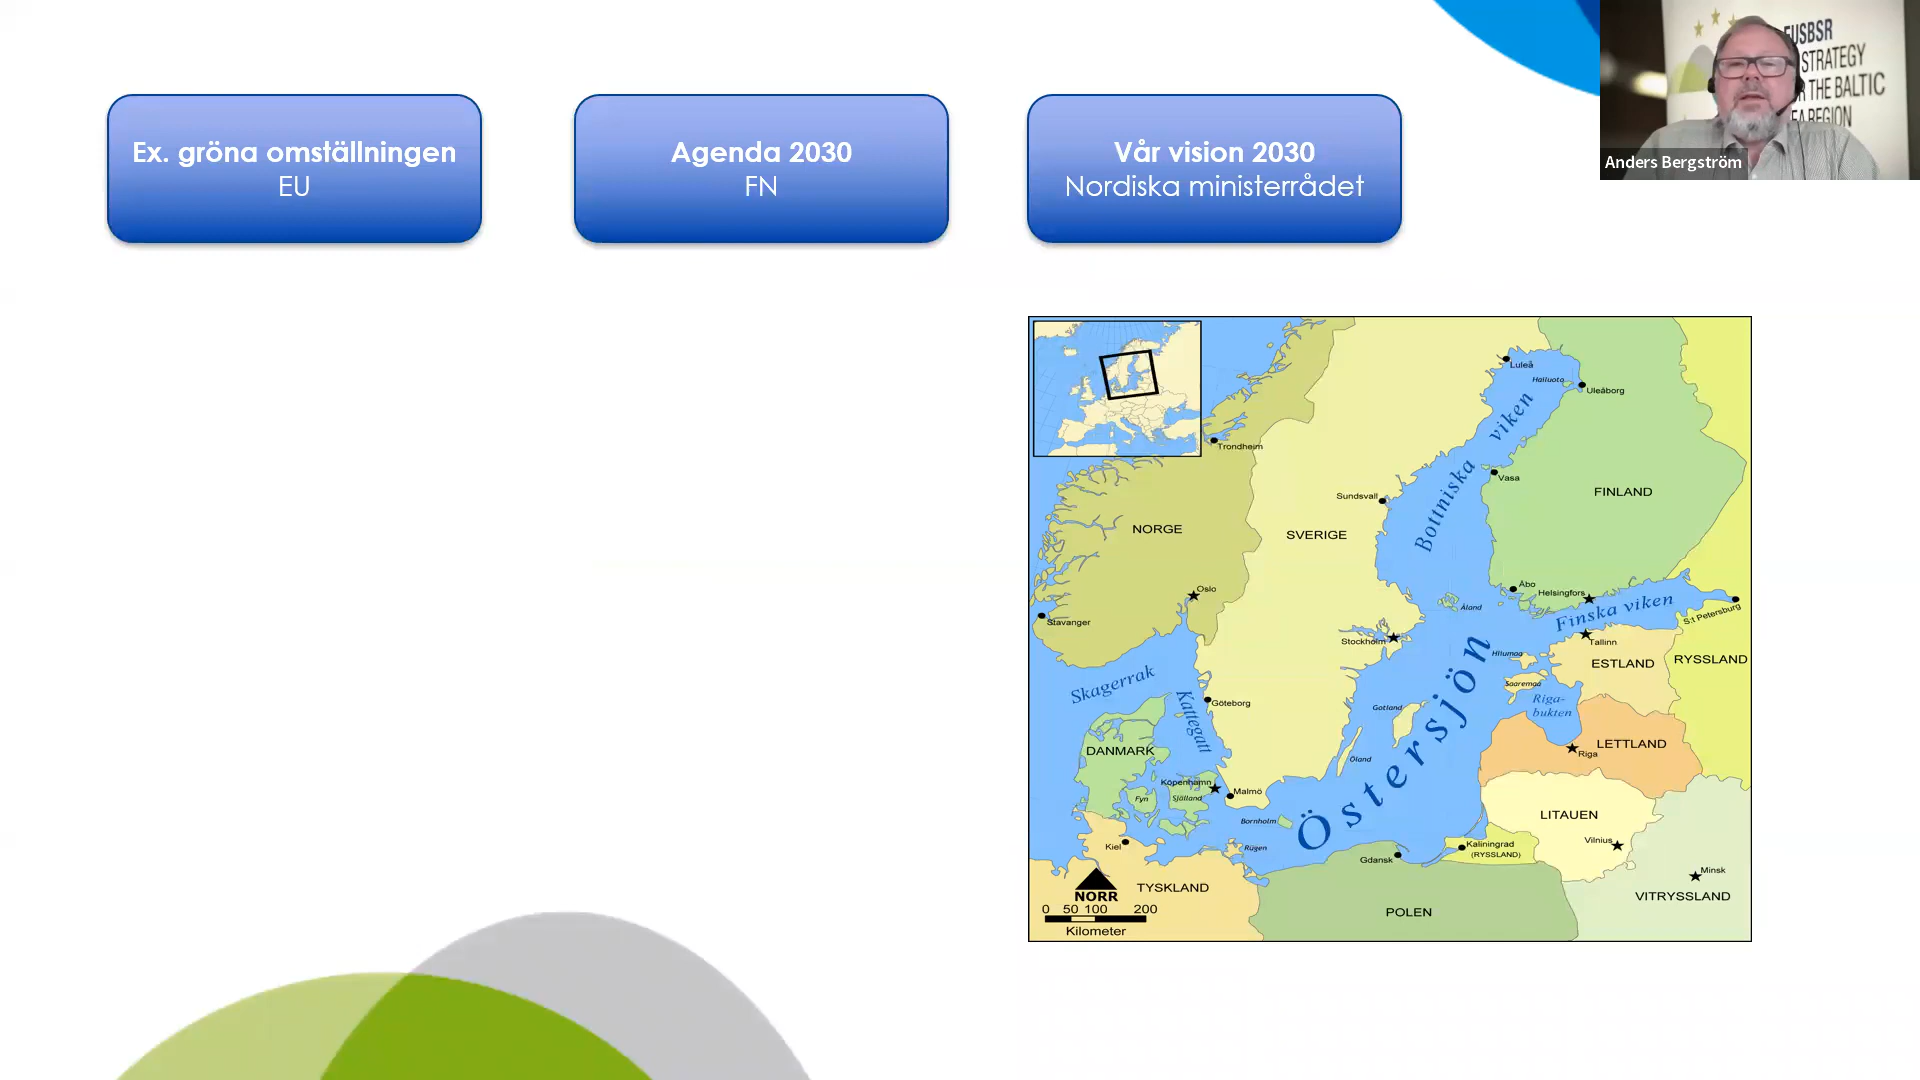 Ex. gröna omställningen
EU
Agenda 2030
FN
Vår vision 2030
Nordiska ministerrådet
EUSBSR
STRATEGY
THE BALTIC
REGION
Anders Bergström
Luleå
Hailuoto
Uleåborg
Bottniska viken
Trondheim
Vasa
Sundsvall
FINLAND
NORGE
SVERIGE
Åbo
Helsingfors
Oslo
Åland
Finska viken
S:t Petersburg
Stavanger
Stockholm
Tallinn
Hiiumaa
ESTLAND
RYSSLAND
Skagerrak
Saaremaa
Göteborg
Kattegatt
Gotland
Riga-
bukten
Östersjön
DANMARK
LETTLAND
Riga
Öland
Köpenhamn
Malmö
Fyn
Själland
LITAUEN
Bornholm
Vilnius
Kiel
Rügen
Gdansk
Kaliningrad
(RYSSLAND)
Minsk
TYSKLAND
VITRYSSLAND
NORR
POLEN
0 50 100 200
Kilometer